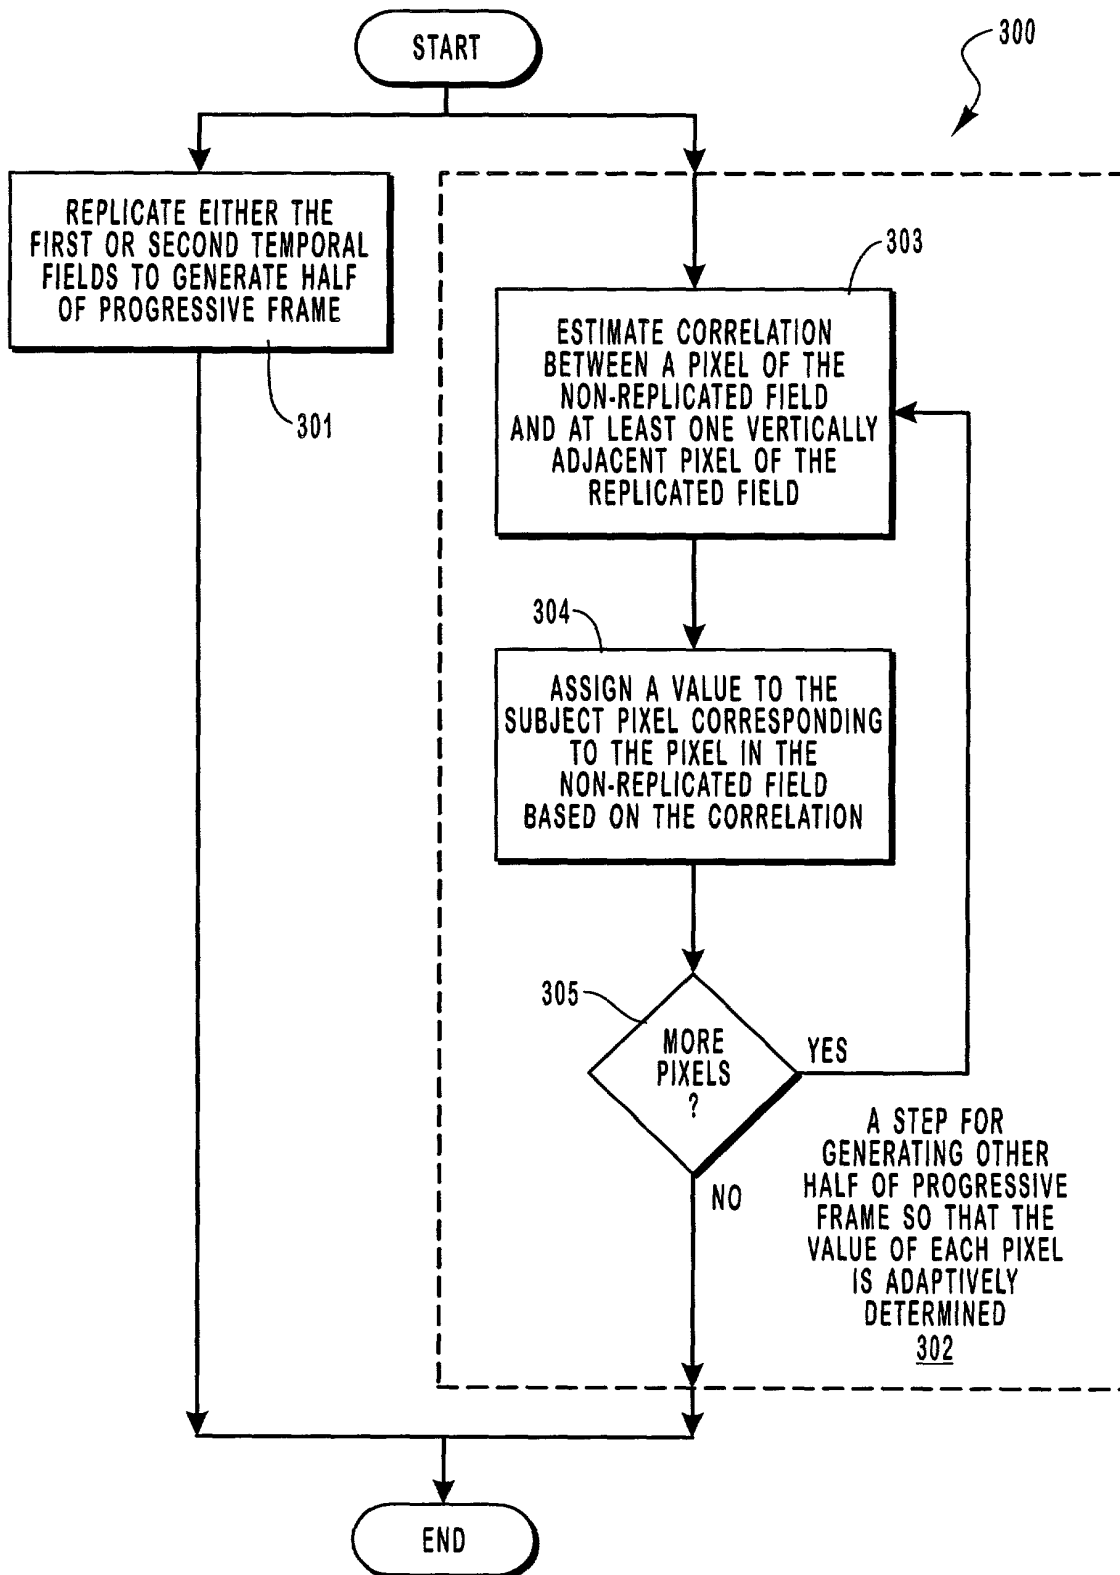 START
300
REPLICATE EITHER THE
FIRST OR SECOND TEMPORAL
FIELDS TO GENERATE HALF
OF PROGRESSIVE FRAME
301
303
ESTIMATE CORRELATION
BETWEEN A PIXEL OF THE
NON-REPLICATED FIELD
AND AT LEAST ONE VERTICALLY
ADJACENT PIXEL OF THE
REPLICATED FIELD
304
ASSIGN A VALUE TO THE
SUBJECT PIXEL CORRESPONDING
TO THE PIXEL IN THE
NON-REPLICATED FIELD
BASED ON THE CORRELATION
305
MORE
PIXELS
?
YES
NO
A STEP FOR
GENERATING OTHER
HALF OF PROGRESSIVE
FRAME SO THAT THE
VALUE OF EACH PIXEL
IS ADAPTIVELY
DETERMINED
302
END